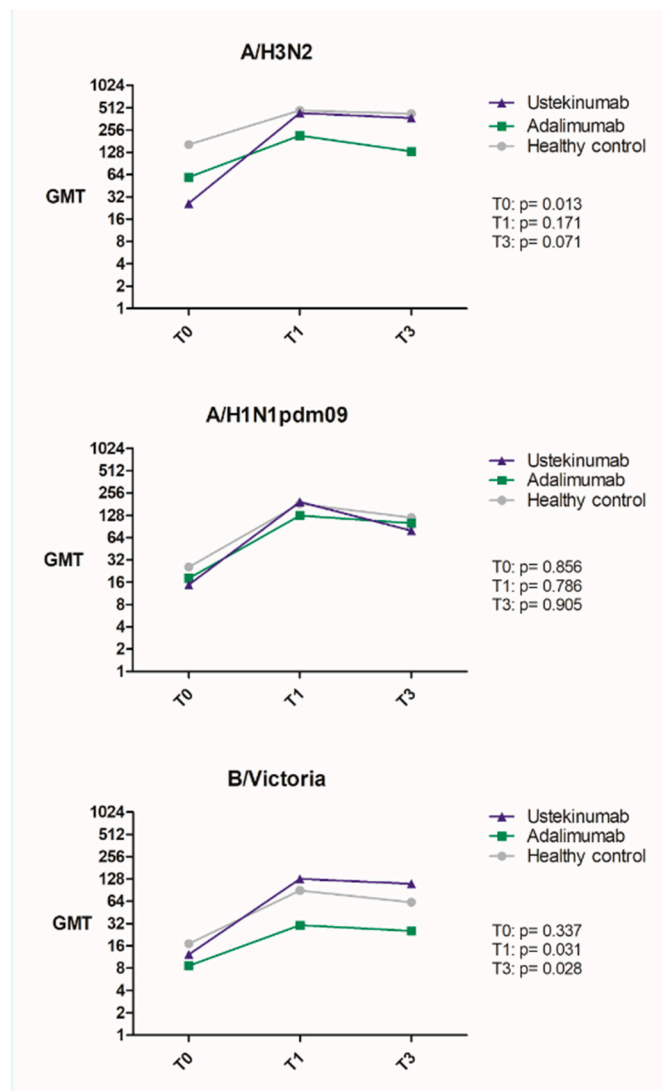 A/H3N2
1024
512
256
128
64
32
16
8
4
2
1
GMT
T0
T1
T3
Ustekinumab
Adalimumab
Healthy control
T0: p= 0.013
T1: p= 0.171
T3: p= 0.071
A/H1N1pdm09
1024
512
256
128
64
32
16
8
4
2
1
GMT
T0
T1
T3
Ustekinumab
Adalimumab
Healthy control
T0: p= 0.856
T1: p= 0.786
T3: p= 0.905
B/Victoria
1024
512
256
128
64
32
16
8
4
2
1
GMT
T0
T1
T3
Ustekinumab
Adalimumab
Healthy control
T0: p= 0.337
T1: p= 0.031
T3: p= 0.028